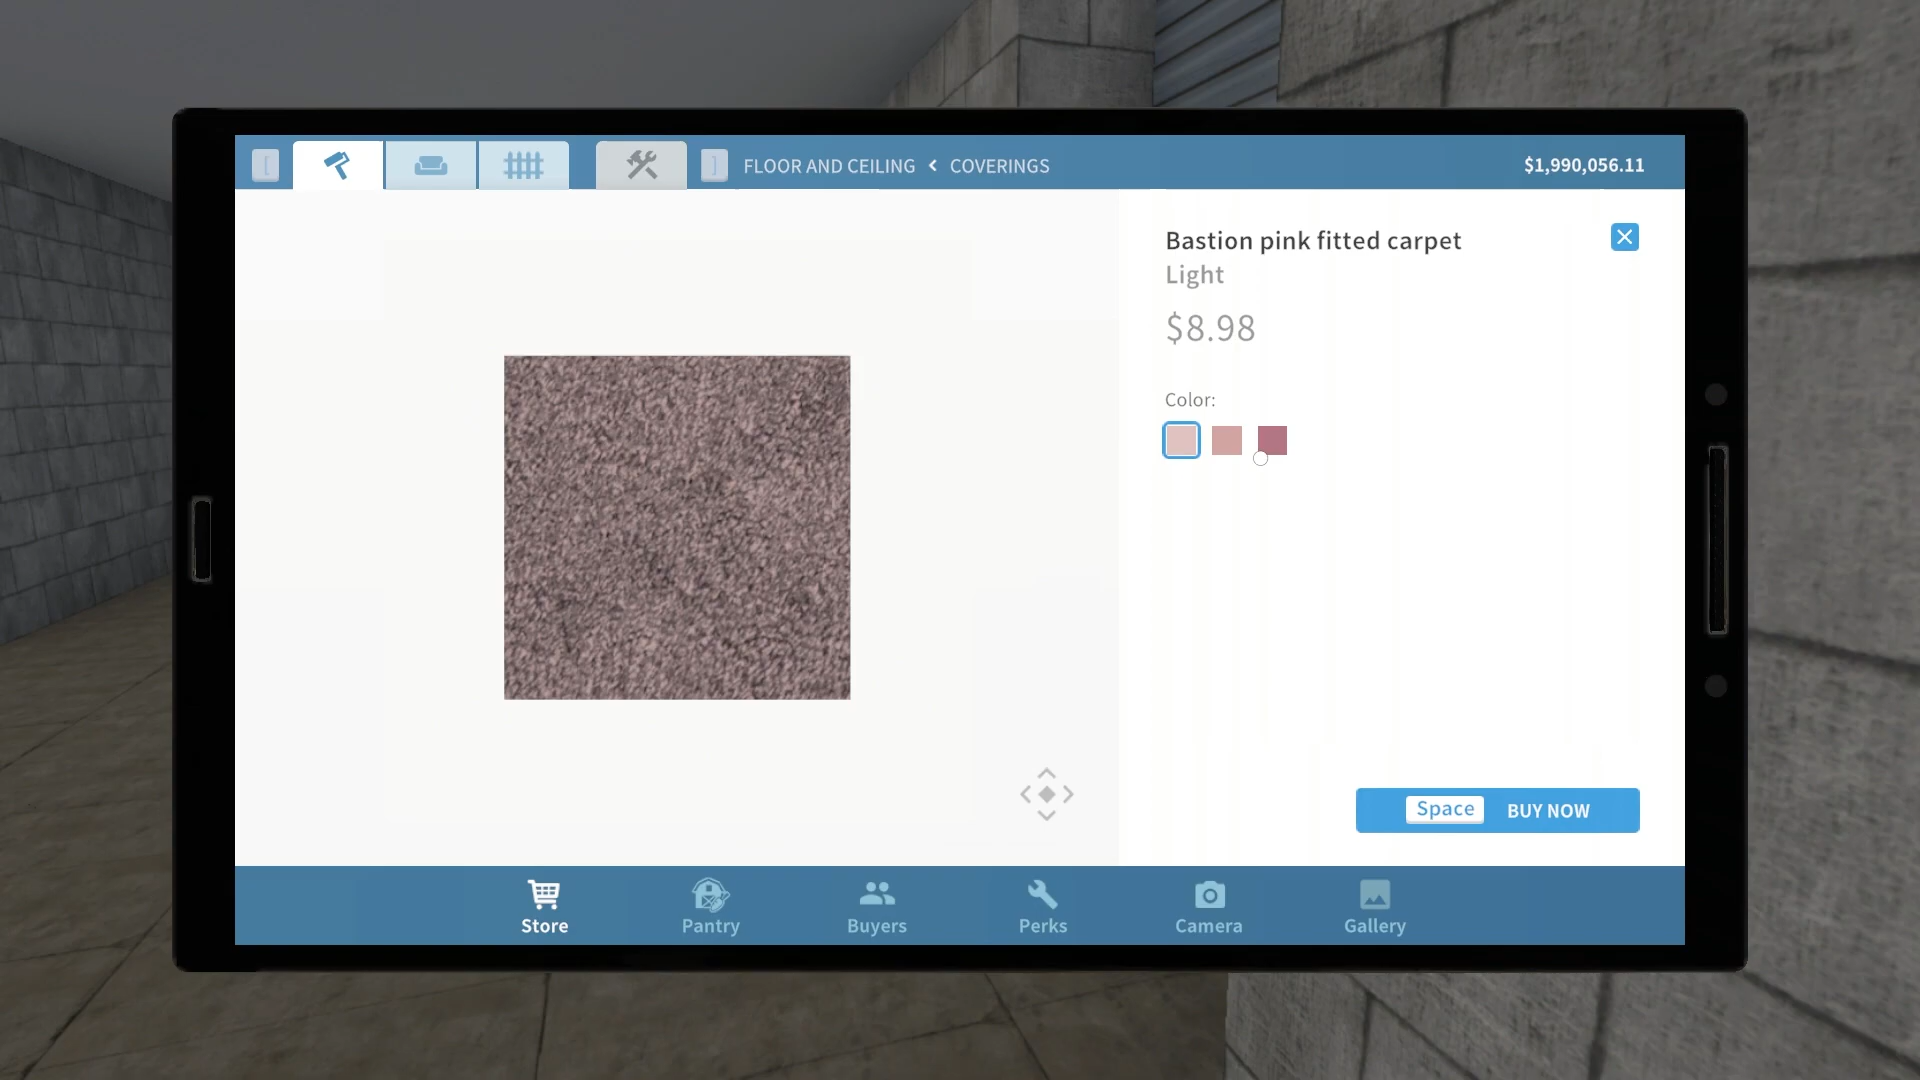 [
] FLOOR AND CEILING < COVERINGS
$1,990,056.11
Bastion pink fitted carpet
Light
$8.98
Color:
Space BUY NOW
Store Pantry Buyers Perks Camera Gallery